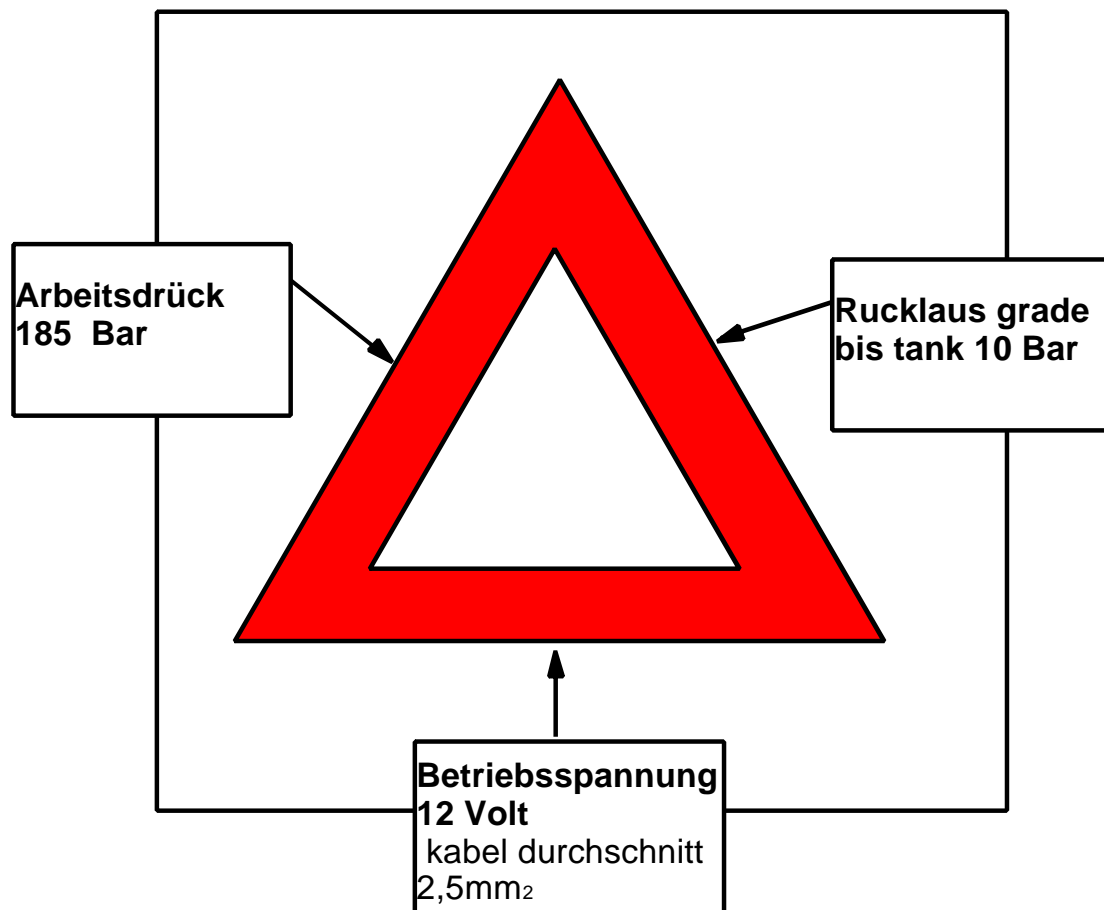 Arbeitsdrück
185 Bar
Rucklaus grade
bis tank 10 Bar
Betriebsspannung
12 Volt
kabel durchschnitt
2,5mm₂